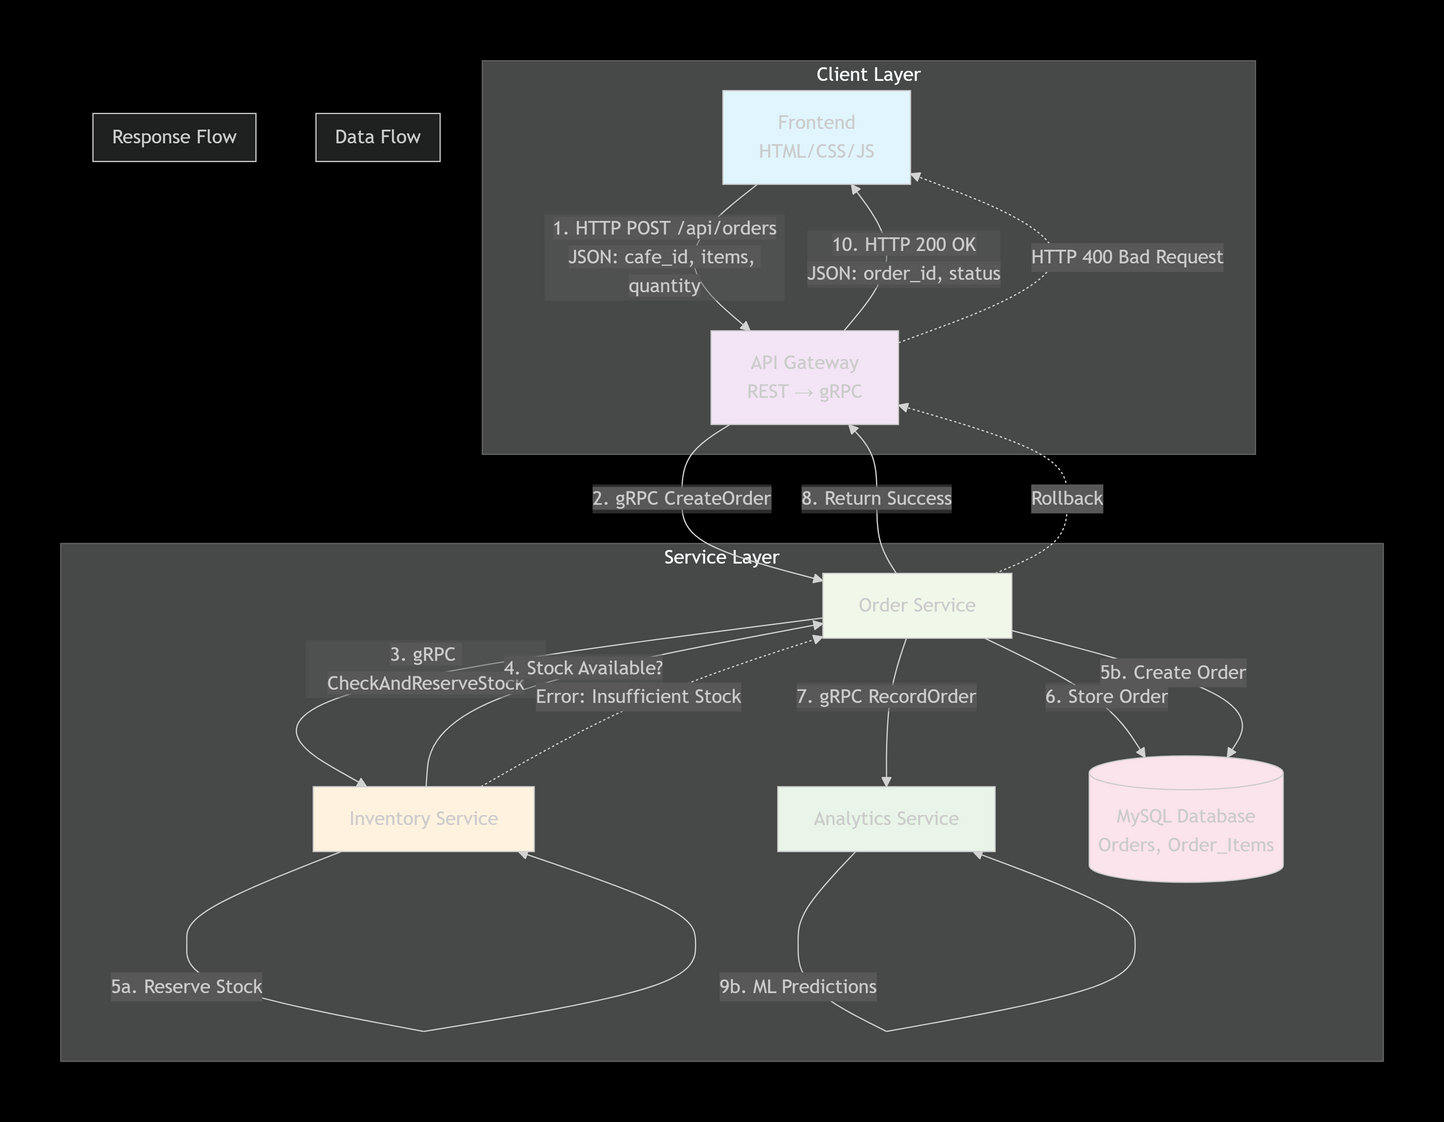 Client Layer
Response Flow
Data Flow
Frontend
HTML/CSS/JS
1. HTTP POST /api/orders
JSON: cafe_id, items,
quantity
10. HTTP 200 OK
JSON: order_id, status
HTTP 400 Bad Request
API Gateway
REST → gRPC
2. gRPC CreateOrder
8. Return Success
Rollback
Service Layer
Order Service
3. gRPC
CheckAndReserveStock
4. Stock Available?
Error: Insufficient Stock
7. gRPC RecordOrder
5b. Create Order
6. Store Order
Inventory Service
Analytics Service
MySQL Database
Orders, Order_Items
5a. Reserve Stock
9b. ML Predictions